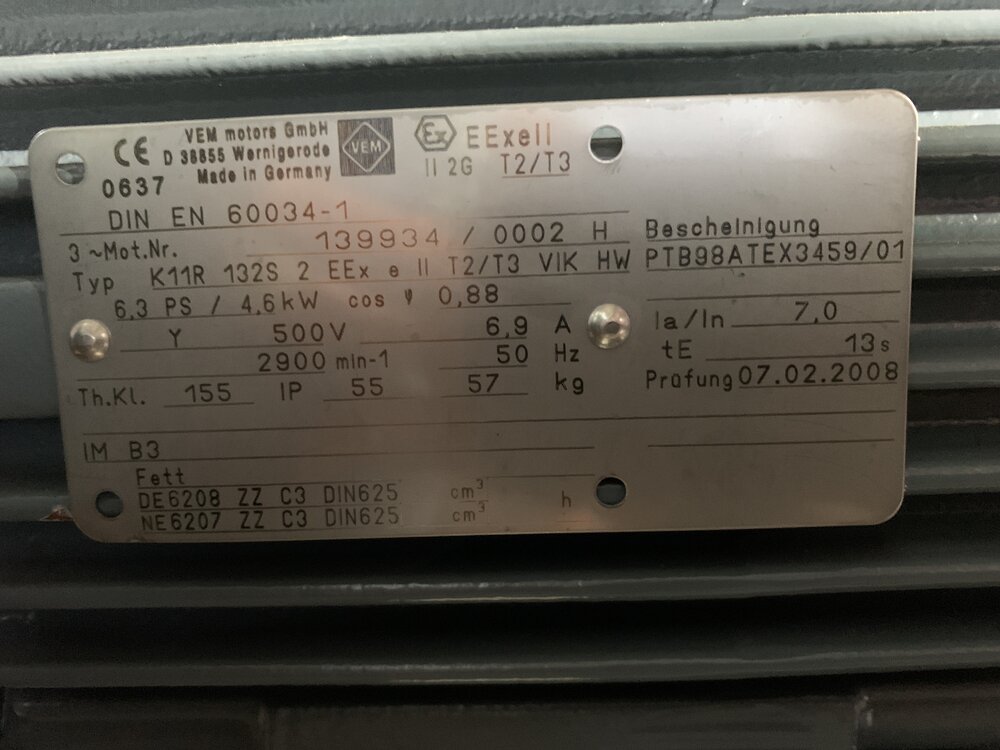 CE 0637
VEM motors GmbH
D 38855 Wernigerode
Made in Germany
VEM
Ex EExeII
II 2G T2/T3
DIN EN 60034-1
3 ~Mot.Nr. 139934 / 0002 H
Typ K11R 132S 2 EEx e II T2/T3 VIK HW
6,3 PS / 4,6kW cos φ 0,88
Y 500 V 6,9 A
2900 min-1 50 Hz
Th.Kl. 155 IP 55 57 kg
IM B3
Fett
DE6208 ZZ C3 DIN625 cm³ h
NE6207 ZZ C3 DIN625 cm³
Bescheinigung
PTB98ATEX3459/01
Ia/In 7,0
tE 13 s
Prüfung 07.02.2008